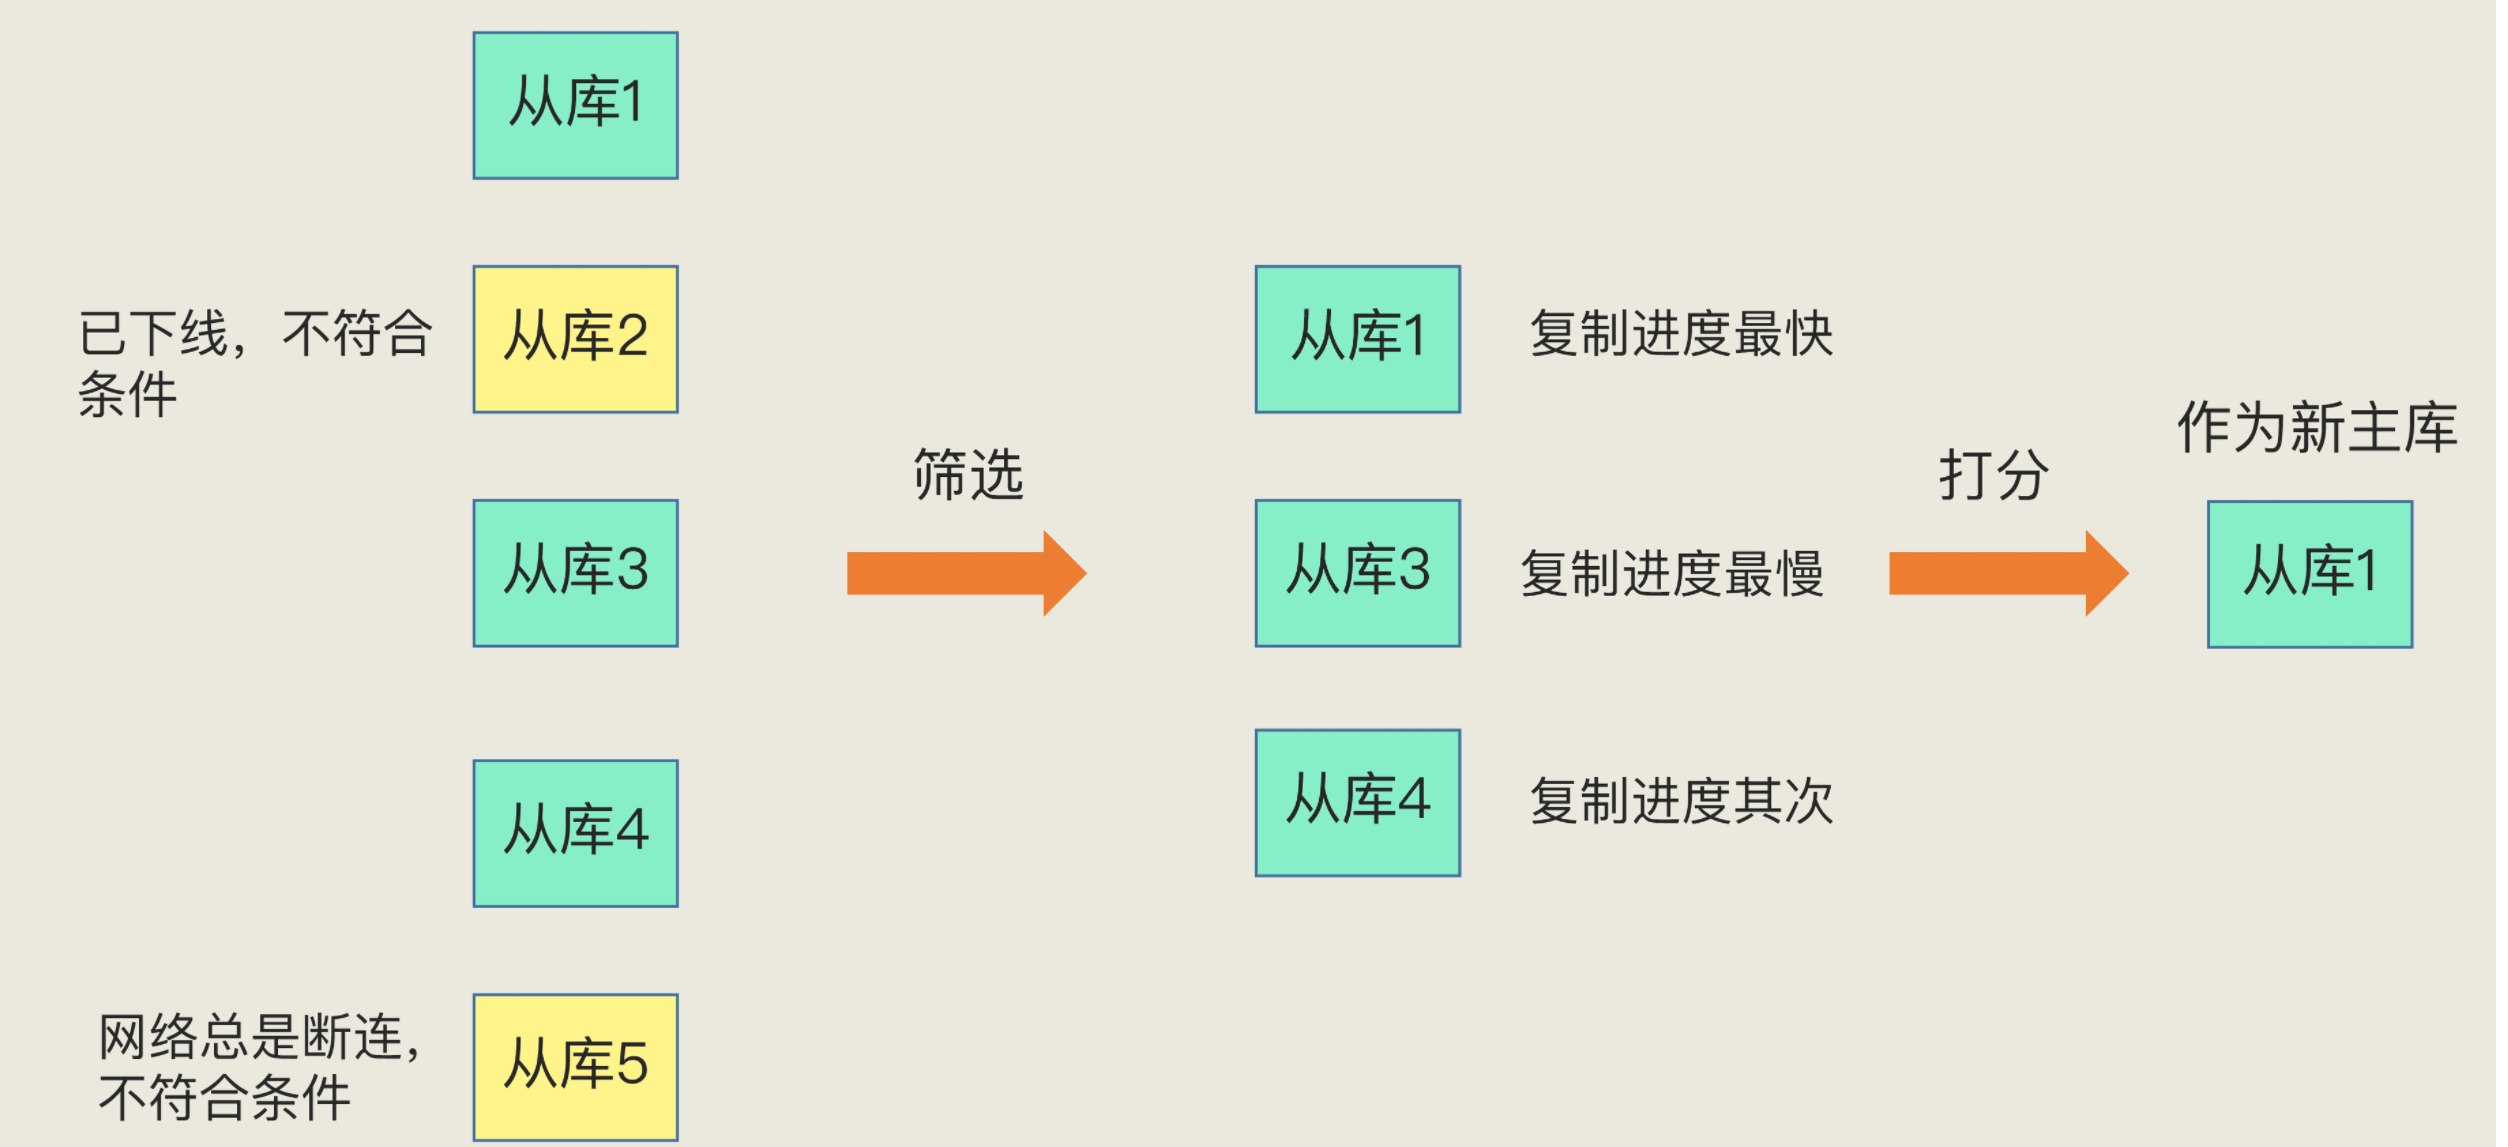 从库1
已下线，不符合
条件
从库2
从库3
从库4
网络总是断连，
不符合条件
从库5
筛选
从库1
复制进度最快
从库3
复制进度最慢
从库4
复制进度其次
打分
作为新主库
从库1